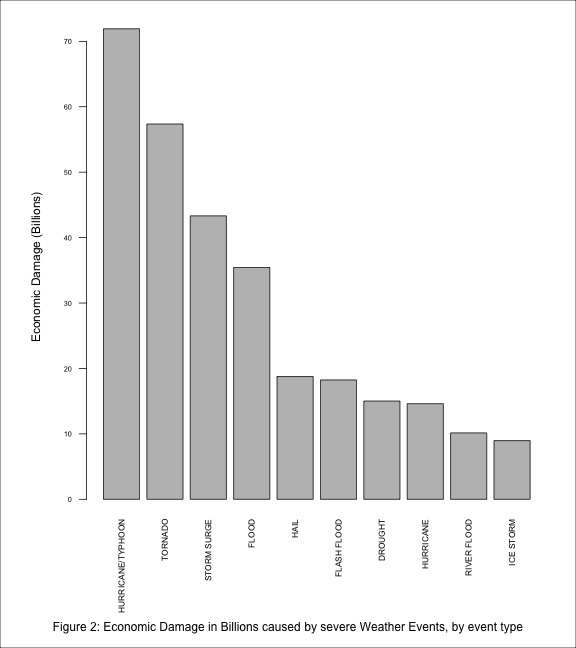 70
60
50
40
30
20
10
0
Economic Damage (Billions)
HURRICANE/TYPHOON
TORNADO
STORM SURGE
FLOOD
HAIL
FLASH FLOOD
DROUGHT
HURRICANE
RIVER FLOOD
ICE STORM
Figure 2: Economic Damage in Billions caused by severe Weather Events, by event type